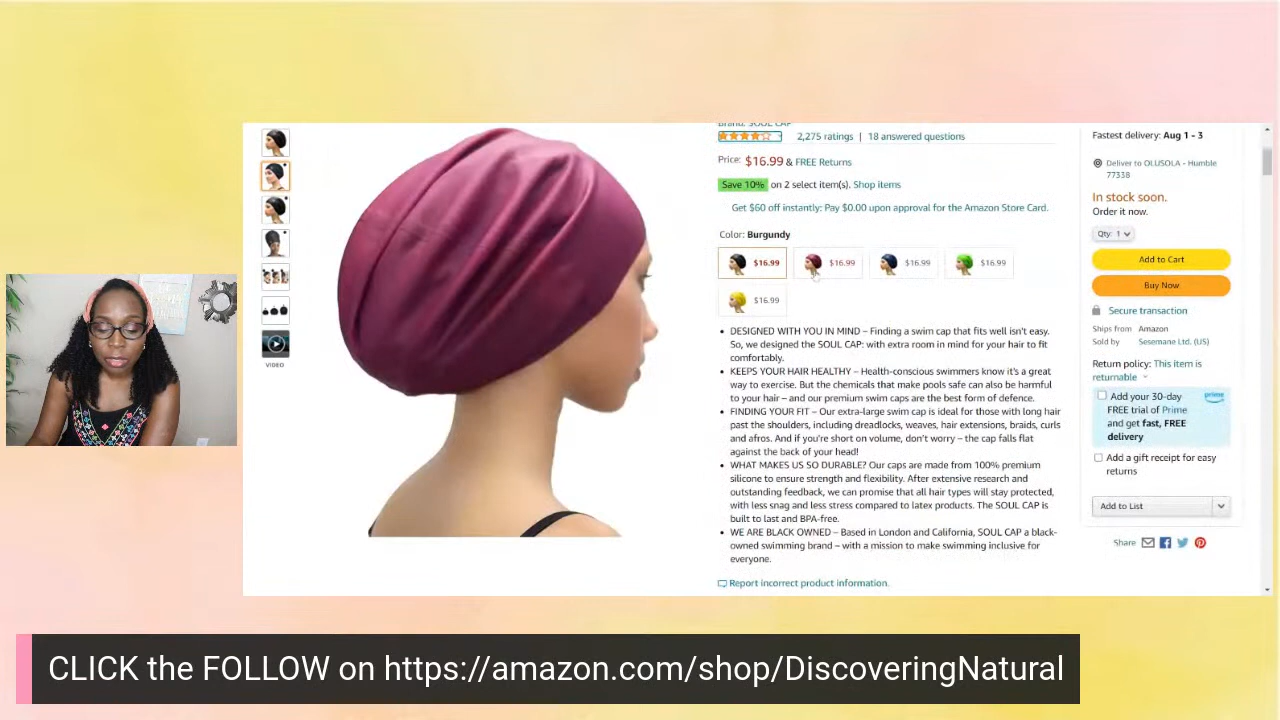 Brand: SOUL CAP
2,275 ratings | 18 answered questions
Price: $16.99 & FREE Returns
Save 10% on 2 select item(s). Shop items
Get $60 off instantly: Pay $0.00 upon approval for the Amazon Store Card.
Color: Burgundy
$16.99 $16.99 $16.99 $16.99
$16.99
DESIGNED WITH YOU IN MIND – Finding a swim cap that fits well isn't easy.
So, we designed the SOUL CAP: with extra room in mind for your hair to fit
comfortably.
KEEPS YOUR HAIR HEALTHY – Health-conscious swimmers know it's a great
way to exercise. But the chemicals that make pools safe can also be harmful
to your hair – and our premium swim caps are the best form of defence.
FINDING YOUR FIT – Our extra-large swim cap is ideal for those with long hair
past the shoulders, including dreadlocks, weaves, hair extensions, braids, curls
and afros. And if you're short on volume, don't worry – the cap falls flat
against the back of your head!
WHAT MAKES US SO DURABLE? Our caps are made from 100% premium
silicone to ensure strength and flexibility. After extensive research and
outstanding feedback, we can promise that all hair types will stay protected,
with less snag and less stress compared to latex products. The SOUL CAP is
built to last and BPA-free.
WE ARE BLACK OWNED – Based in London and California, SOUL CAP a black-
owned swimming brand – with a mission to make swimming inclusive for
everyone.
Report incorrect product information.
VIDEO
Fastest delivery: Aug 1 - 3
Deliver to OLUSOLA - Humble
77338
In stock soon.
Order it now.
Qty: 1
Add to Cart
Buy Now
Secure transaction
Ships from Amazon
Sold by Sesemane Ltd. (US)
Return policy: This item is
returnable
Add your 30-day
FREE trial of Prime
and get fast, FREE
delivery
prime
Add a gift receipt for easy
returns
Add to List
Share
CLICK the FOLLOW on https://amazon.com/shop/DiscoveringNatural